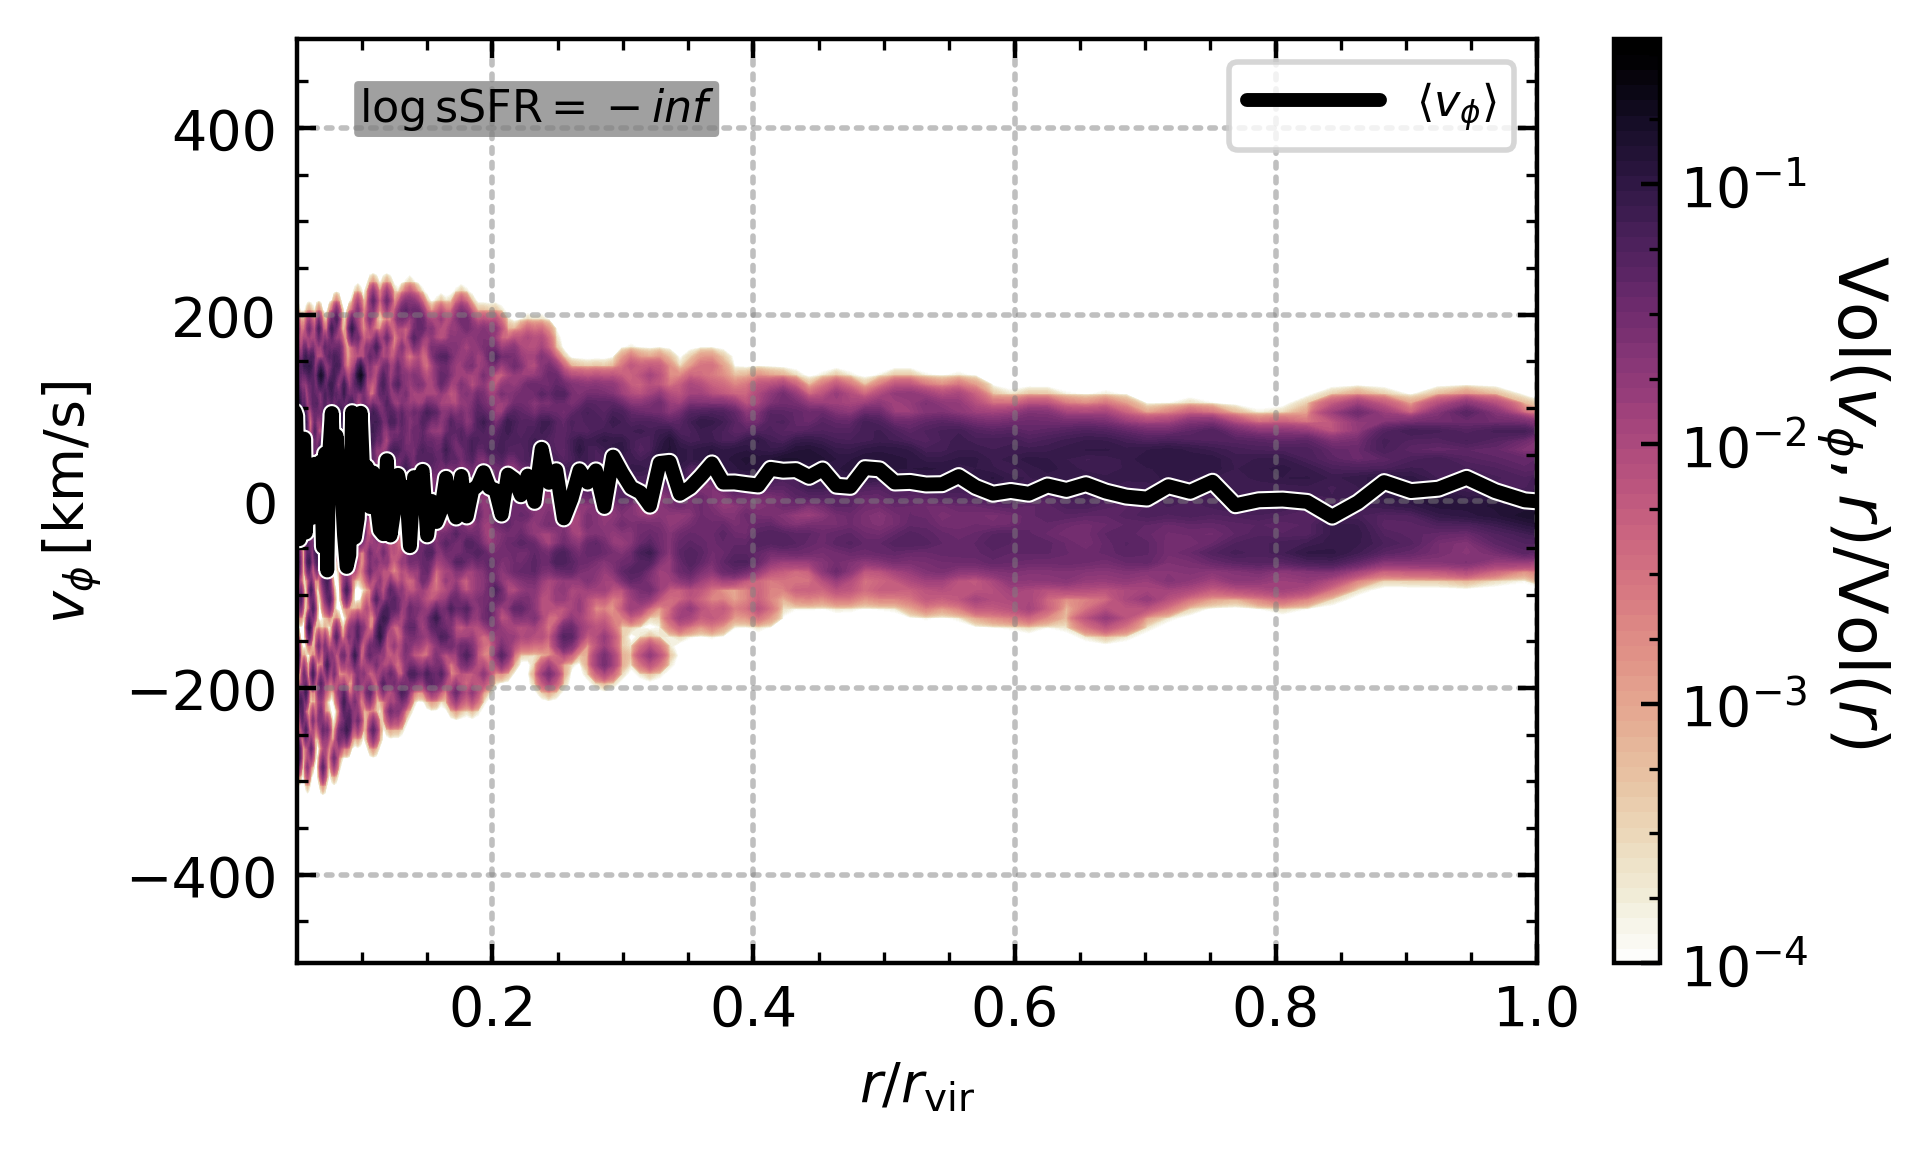 log sSFR = −inf
⟨v_ϕ⟩
400
200
0
−200
−400
v_ϕ [km/s]
0.2
0.4
0.6
0.8
1.0
r/r_vir
10^−1
10^−2
10^−3
10^−4
Vol(v_ϕ, r)/Vol(r)